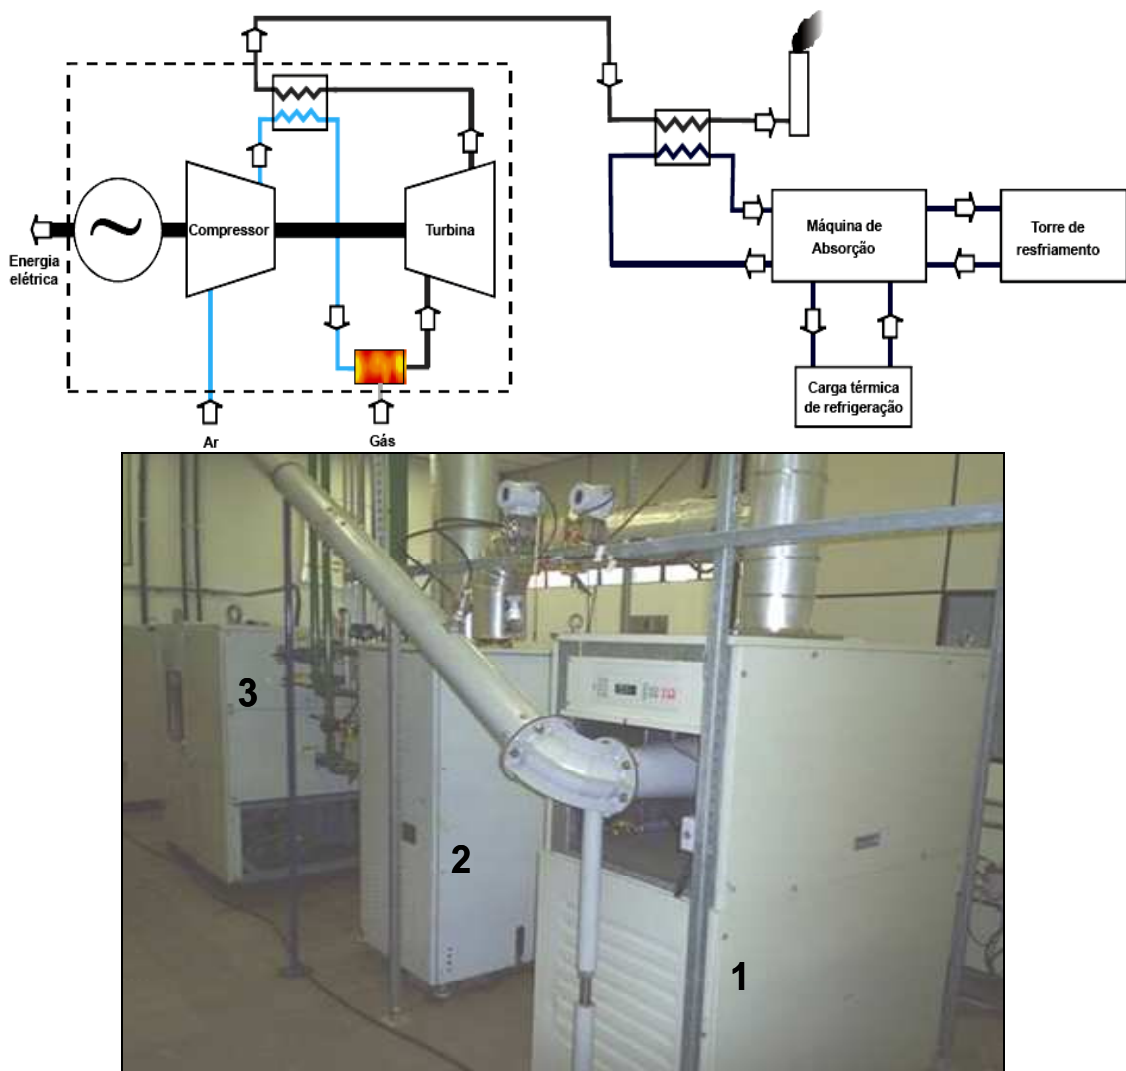 Compressor
Turbina
Energia
elétrica
Ar
Gás
Máquina de
Absorção
Torre de
resfriamento
Carga térmica
de refrigeração
3
2
1